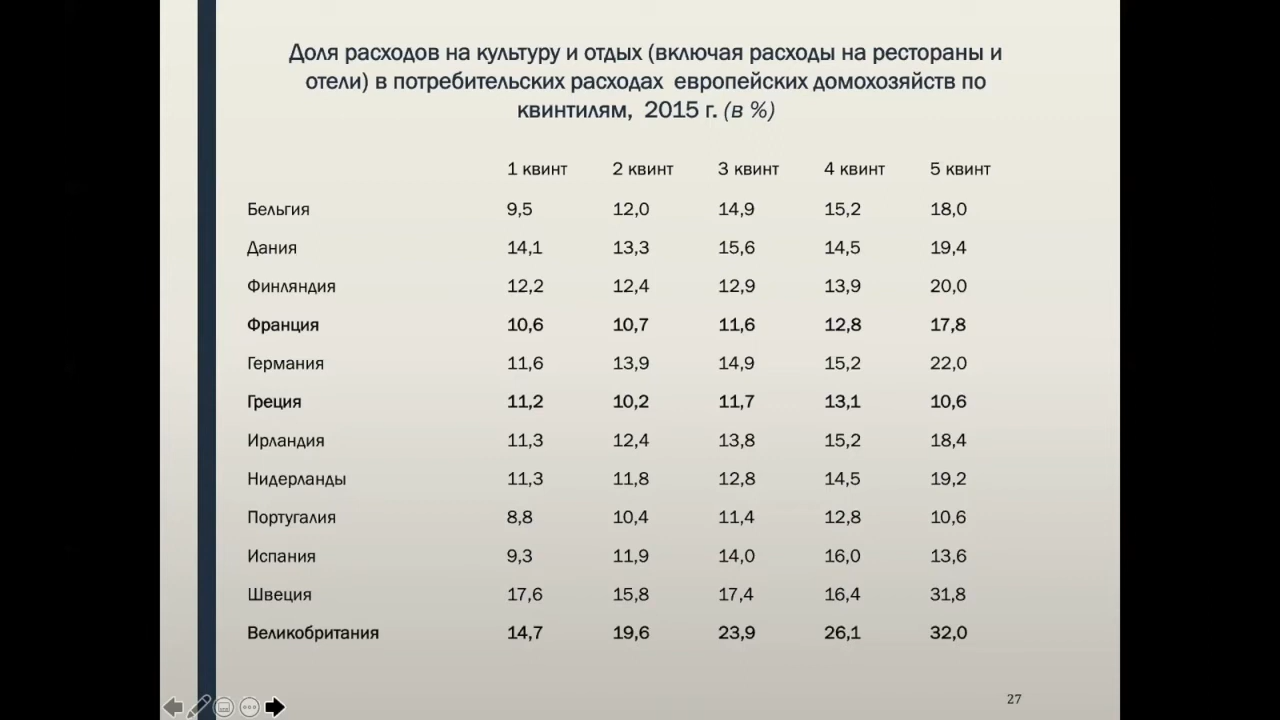 Доля расходов на культуру и отдых (включая расходы на рестораны и
отели) в потребительских расходах европейских домохозяйств по
квинтилям, 2015 г. (в %)
1 квинт 2 квинт 3 квинт 4 квинт 5 квинт
Бельгия 9,5 12,0 14,9 15,2 18,0
Дания 14,1 13,3 15,6 14,5 19,4
Финляндия 12,2 12,4 12,9 13,9 20,0
Франция 10,6 10,7 11,6 12,8 17,8
Германия 11,6 13,9 14,9 15,2 22,0
Греция 11,2 10,2 11,7 13,1 10,6
Ирландия 11,3 12,4 13,8 15,2 18,4
Нидерланды 11,3 11,8 12,8 14,5 19,2
Португалия 8,8 10,4 11,4 12,8 10,6
Испания 9,3 11,9 14,0 16,0 13,6
Швеция 17,6 15,8 17,4 16,4 31,8
Великобритания 14,7 19,6 23,9 26,1 32,0
27